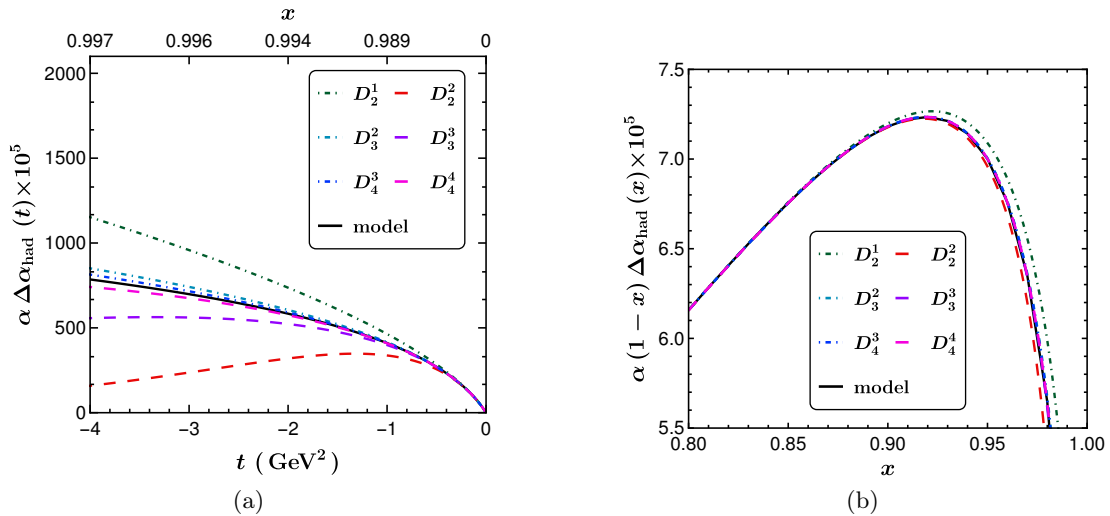 x
0.997 0.996 0.994 0.989 0
2000
1500
1000
500
0
α Δα_had (t)×10^5
D_2^1 D_2^2
D_3^2 D_3^3
D_4^3 D_4^4
model
−4 −3 −2 −1 0
t ( GeV^2 )
(a)
7.5
7.0
6.5
6.0
5.5
α (1 − x) Δα_had (x)×10^5
D_2^1 D_2^2
D_3^2 D_3^3
D_4^3 D_4^4
model
0.80 0.85 0.90 0.95 1.00
x
(b)